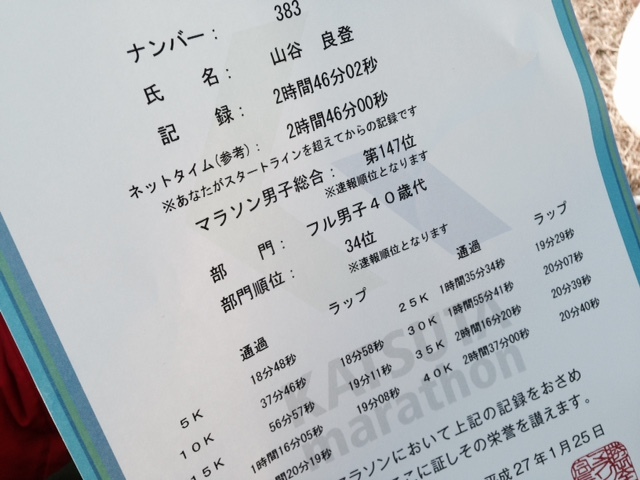 ナンバー： 383
氏 名： 山谷 良登
記 録： 2時間46分02秒
ネットタイム(参考)： 2時間46分00秒
※あなたがスタートラインを超えてからの記録です
マラソン男子総合： 第147位
※速報順位となります
部 門： フル男子４０歳代
部門順位： 34位
※速報順位となります
通過 ラップ 通過 ラップ
５Ｋ 18分48秒 18分58秒 ２５Ｋ 1時間35分34秒 19分29秒
１０Ｋ 37分46秒 19分11秒 ３０Ｋ 1時間55分41秒 20分07秒
１５Ｋ 56分57秒 19分08秒 ３５Ｋ 2時間16分20秒 20分39秒
1時間16分05秒 ４０Ｋ 2時間37分00秒 20分40秒
時間20分19秒
KATSUTA
marathon
マラソンにおいて上記の記録をおさめ
ここに証しその栄誉を讃えます。
平成27年1月25日